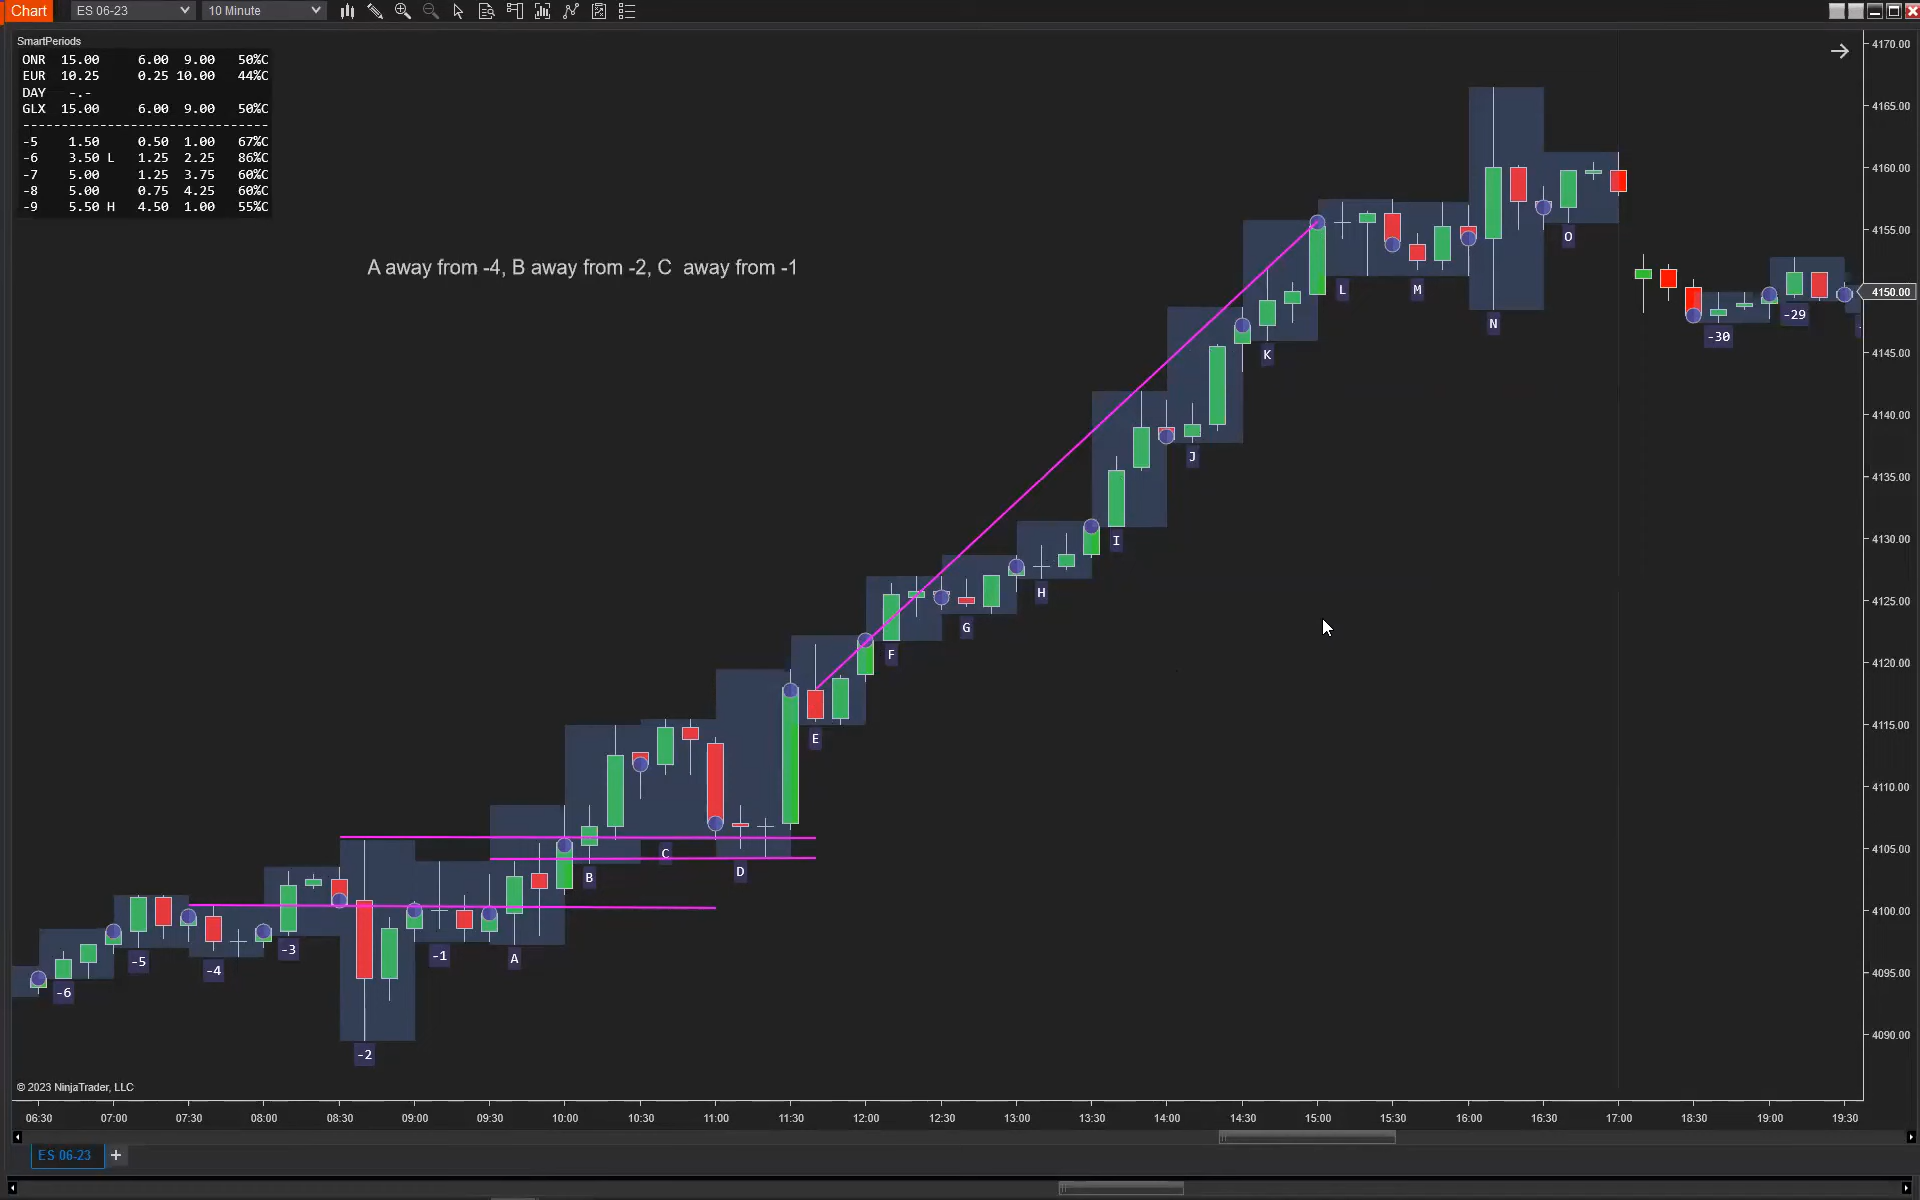 Chart ES 06-23 10 Minute
SmartPeriods
ONR 15.00 6.00 9.00 50%C
EUR 10.25 0.25 10.00 44%C
DAY -.-
GLX 15.00 6.00 9.00 50%C
------------------------------
-5 1.50 0.50 1.00 67%C
-6 3.50 L 1.25 2.25 86%C
-7 5.00 1.25 3.75 60%C
-8 5.00 0.75 4.25 60%C
-9 5.50 H 4.50 1.00 55%C
A away from -4, B away from -2, C away from -1
4170.00
4165.00
4160.00
4155.00
4150.00
4145.00
4140.00
4135.00
4130.00
4125.00
4120.00
4115.00
4110.00
4105.00
4100.00
4095.00
4090.00
-6
-5
-4
-3
-2
-1
A
B
C
D
E
F
G
H
I
J
K
L
M
N
O
-30
-29
© 2023 NinjaTrader, LLC
06:30 07:00 07:30 08:00 08:30 09:00 09:30 10:00 10:30 11:00 11:30 12:00 12:30 13:00 13:30 14:00 14:30 15:00 15:30 16:00 16:30 17:00 18:30 19:00 19:30
ES 06-23 +